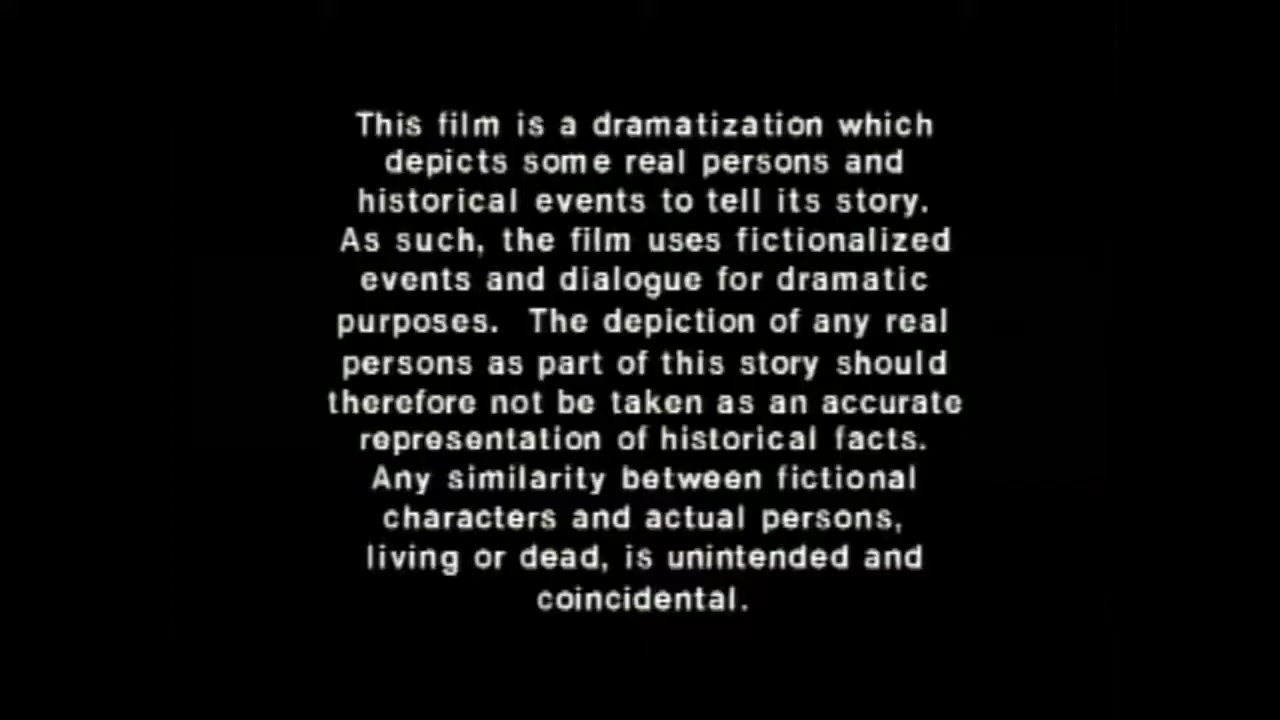 This film is a dramatization which
depicts some real persons and
historical events to tell its story.
As such, the film uses fictionalized
events and dialogue for dramatic
purposes.  The depiction of any real
persons as part of this story should
therefore not be taken as an accurate
representation of historical facts.
Any similarity between fictional
characters and actual persons,
living or dead, is unintended and
coincidental.